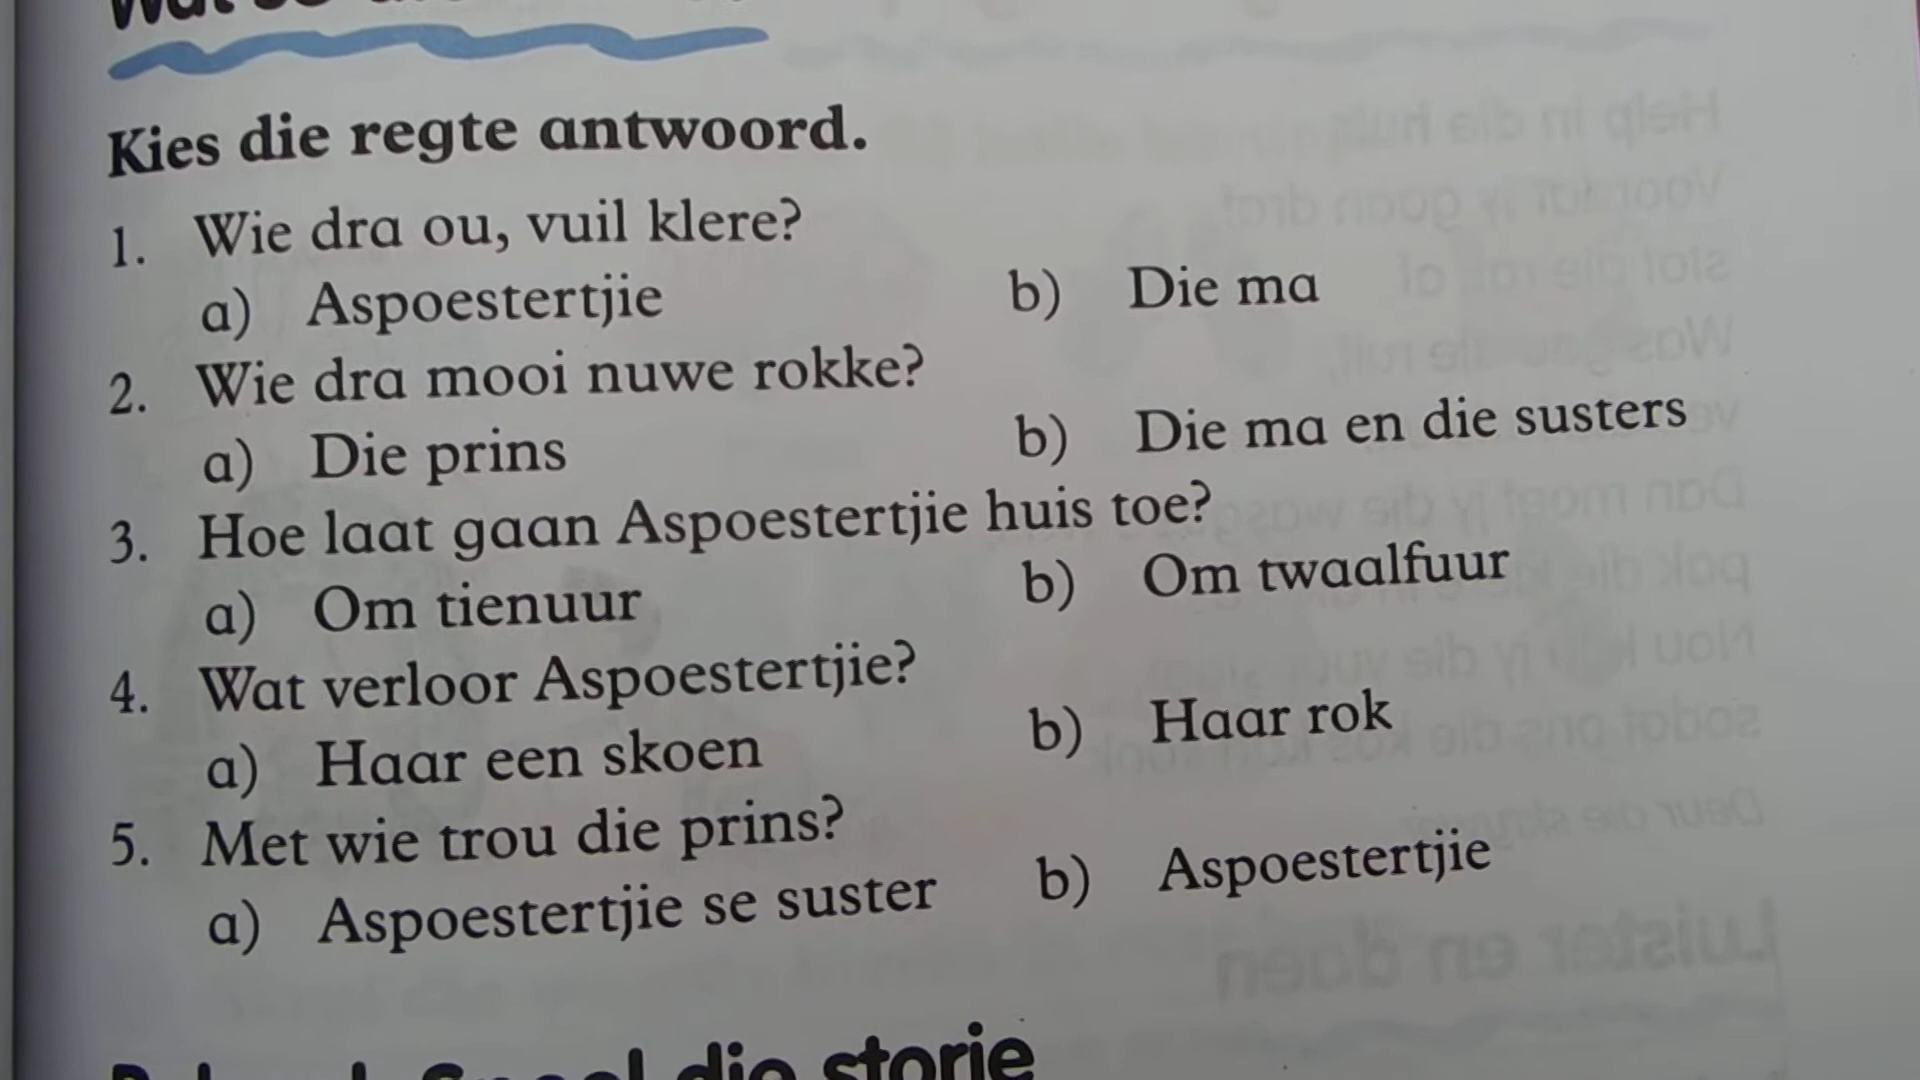 Kies die regte antwoord.
1. Wie dra ou, vuil klere?
a) Aspoestertjie b) Die ma
2. Wie dra mooi nuwe rokke?
a) Die prins b) Die ma en die susters
3. Hoe laat gaan Aspoestertjie huis toe?
a) Om tienuur b) Om twaalfuur
4. Wat verloor Aspoestertjie?
a) Haar een skoen b) Haar rok
5. Met wie trou die prins?
a) Aspoestertjie se suster b) Aspoestertjie
die storie